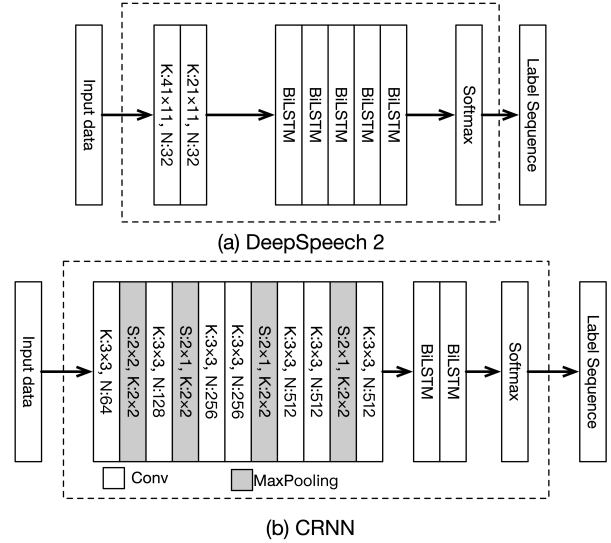 Input data
K:41×11, N:32
K:21×11, N:32
BiLSTM
BiLSTM
BiLSTM
BiLSTM
BiLSTM
Softmax
Label Sequence
(a) DeepSpeech 2
Input data
K:3×3, N:64
S:2×2, K:2×2
K:3×3, N:128
S:2×1, K:2×2
K:3×3, N:256
K:3×3, N:256
S:2×1, K:2×2
K:3×3, N:512
K:3×3, N:512
S:2×1, K:2×2
K:3×3, N:512
BiLSTM
BiLSTM
Softmax
Label Sequence
Conv
MaxPooling
(b) CRNN